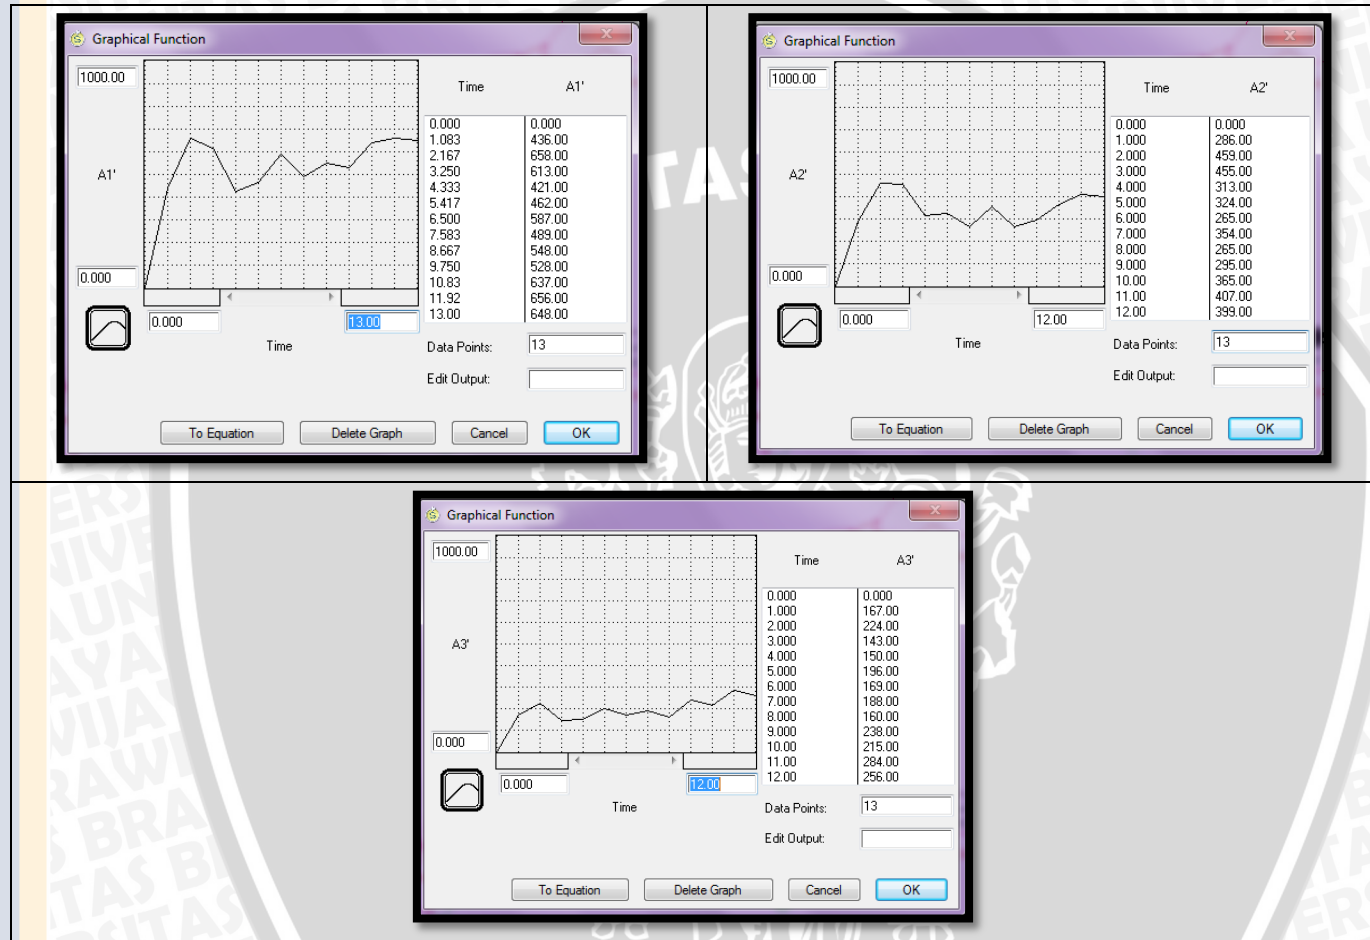 Graphical Function
1000.00
Time A1'
0.000 0.000
1.083 436.00
2.167 658.00
3.250 613.00
A1'
4.333 421.00
5.417 462.00
6.500 587.00
7.583 489.00
8.667 548.00
9.750 528.00
0.000
10.83 637.00
11.92 656.00
13.00 648.00
0.000 13.00
Time
Data Points: 13
Edit Output:
To Equation Delete Graph Cancel OK
Graphical Function
1000.00
Time A2'
0.000 0.000
1.000 286.00
2.000 459.00
3.000 455.00
A2'
4.000 313.00
5.000 324.00
6.000 265.00
7.000 354.00
8.000 265.00
9.000 295.00
0.000
10.00 365.00
11.00 407.00
12.00 399.00
0.000 12.00
Time
Data Points: 13
Edit Output:
To Equation Delete Graph Cancel OK
Graphical Function
1000.00
Time A3'
0.000 0.000
1.000 167.00
2.000 224.00
3.000 143.00
A3'
4.000 150.00
5.000 196.00
6.000 169.00
7.000 188.00
8.000 160.00
9.000 238.00
0.000
10.00 215.00
11.00 284.00
12.00 256.00
0.000 12.00
Time
Data Points: 13
Edit Output:
To Equation Delete Graph Cancel OK